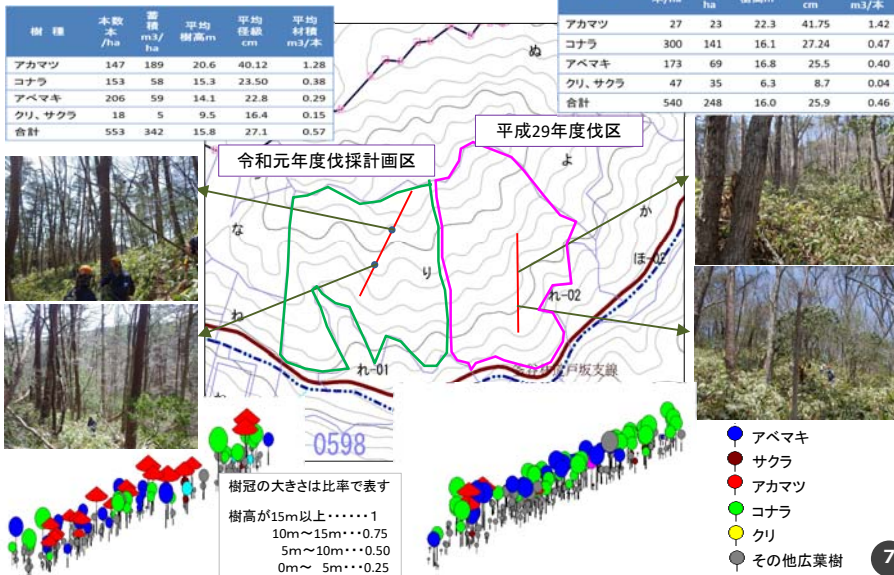 樹 種 本数 本 /ha 蓄 積 m3/ ha 平均 樹高m 平均 径級 cm 平均 材積 m3/本
アカマツ 147 189 20.6 40.12 1.28
コナラ 153 58 15.3 23.50 0.38
アベマキ 206 59 14.1 22.8 0.29
クリ、サクラ 18 5 9.5 16.4 0.15
合計 553 342 15.8 27.1 0.57
ha cm m3/本
アカマツ 27 23 22.3 41.75 1.42
コナラ 300 141 16.1 27.24 0.47
アベマキ 173 69 16.8 25.5 0.40
クリ、サクラ 47 35 6.3 8.7 0.04
合計 540 248 16.0 25.9 0.46
令和元年度伐採計画区
平成29年度伐区
ぬ
よ
か
な
り
ほ-02
わ
れ-02
れ-01
戸坂支線
0598
樹冠の大きさは比率で表す
樹高が15m以上・・・・・・1
10m～15m・・・0.75
5m～10m・・・0.50
0m～ 5m・・・0.25
アベマキ
サクラ
アカマツ
コナラ
クリ
その他広葉樹
7